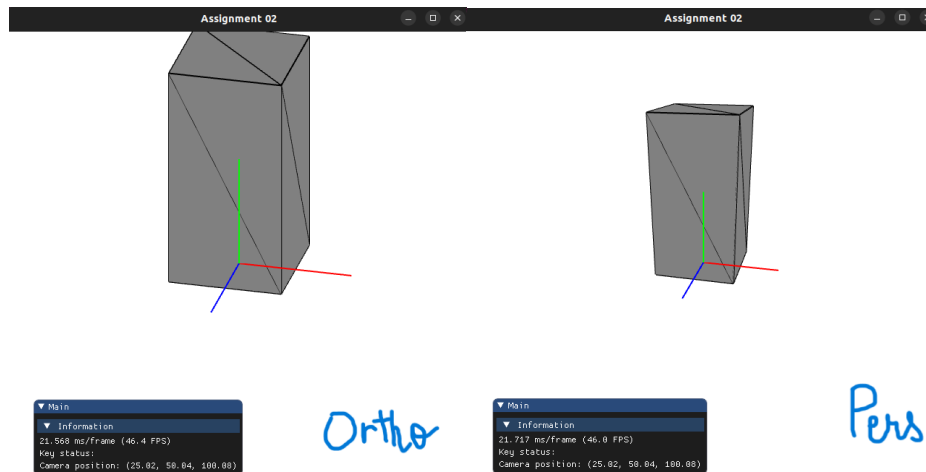 Assignment 02
Assignment 02
Main
Information
21.568 ms/frame (46.4 FPS)
Key status:
Camera position: (25.02, 50.04, 100.08)
Ortho
Main
Information
21.717 ms/frame (46.0 FPS)
Key status:
Camera position: (25.02, 50.04, 100.08)
Pers